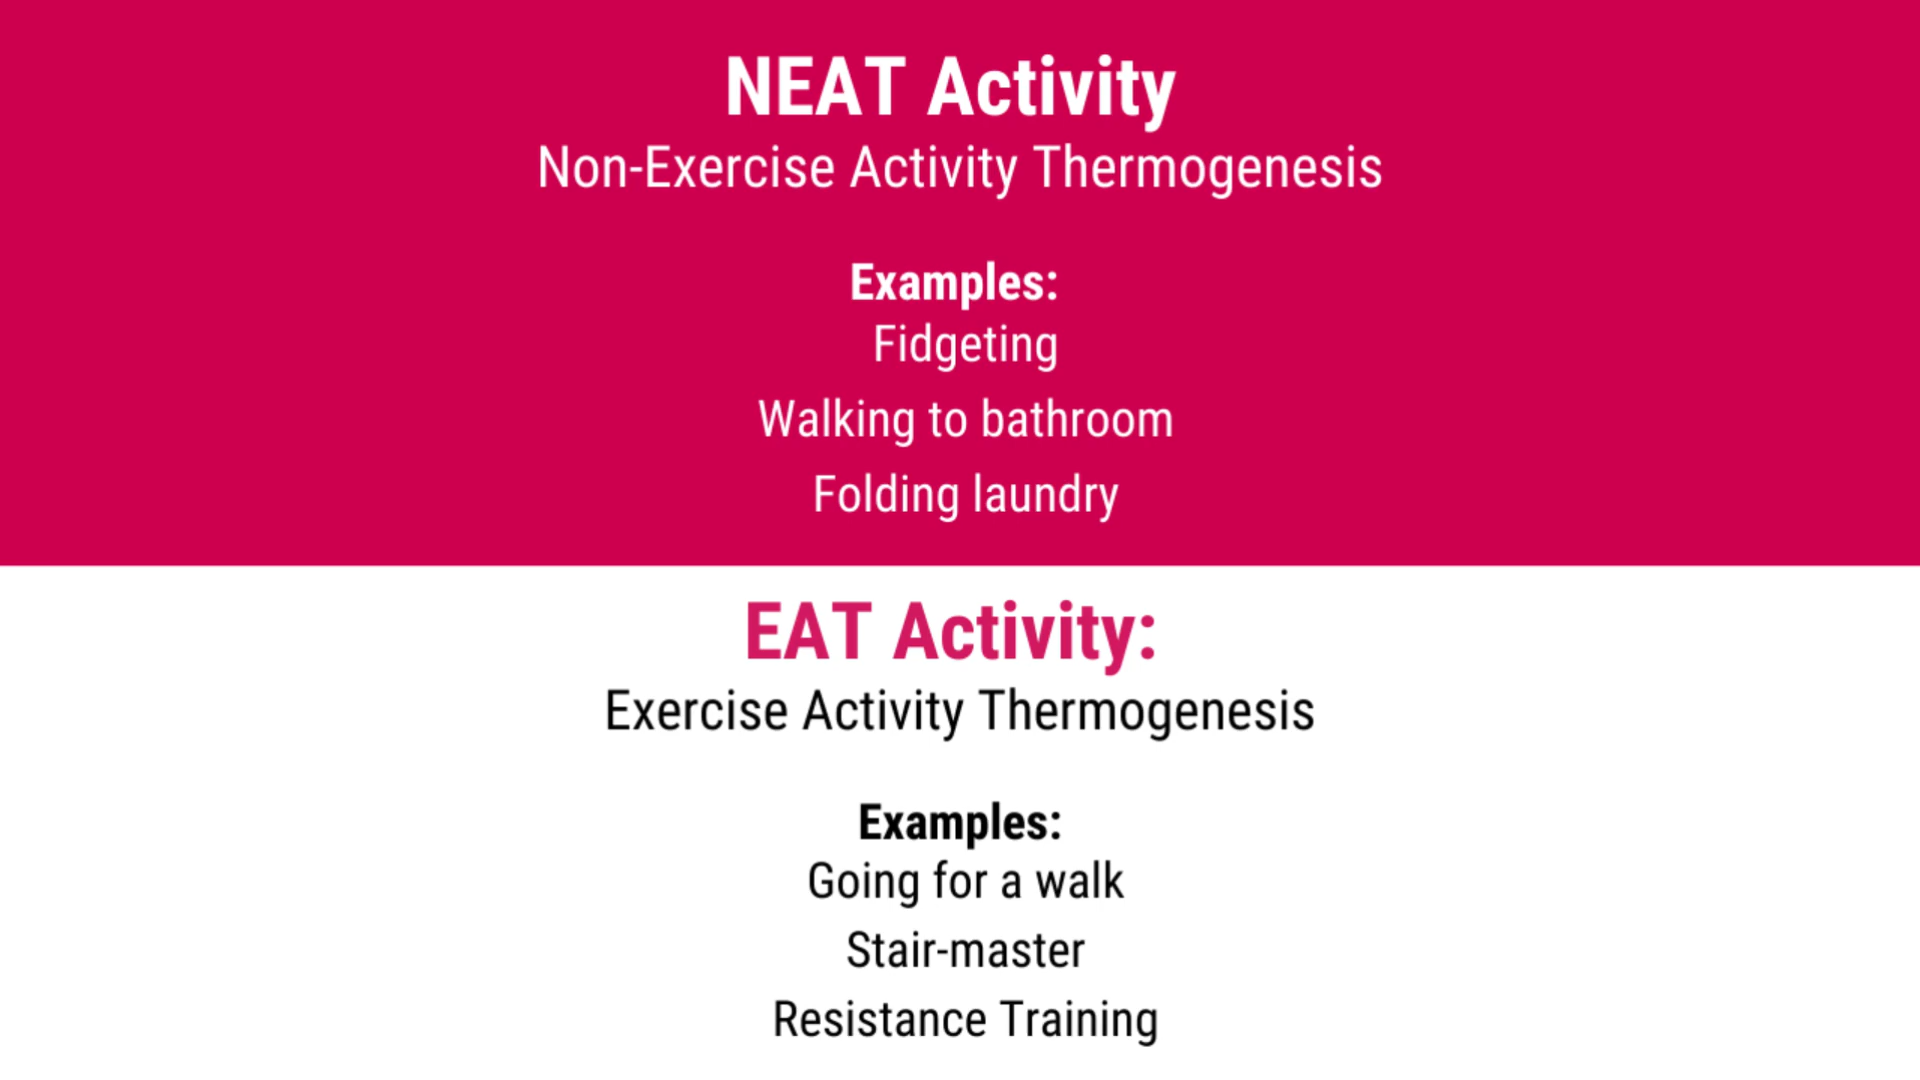 NEAT Activity
Non-Exercise Activity Thermogenesis
Examples:
Fidgeting
Walking to bathroom
Folding laundry
EAT Activity:
Exercise Activity Thermogenesis
Examples:
Going for a walk
Stair-master
Resistance Training